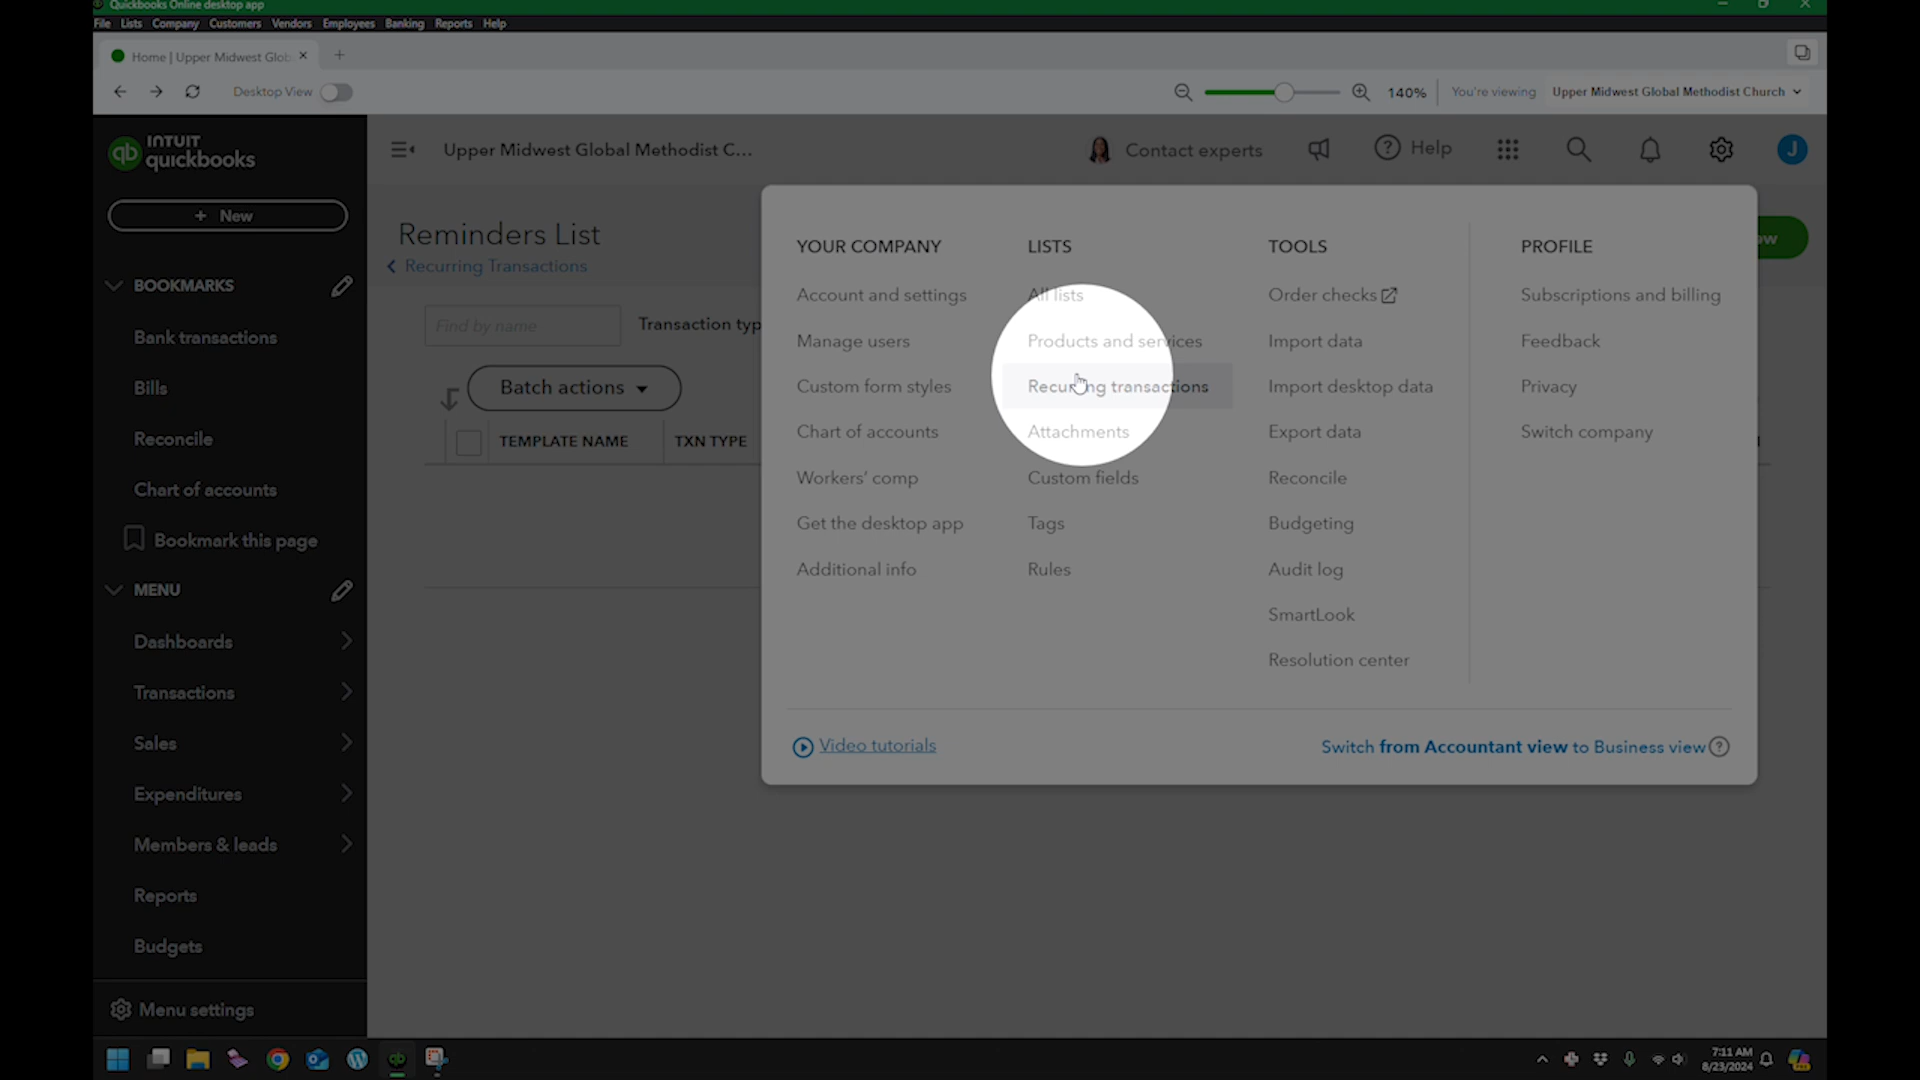 Quickbooks Online desktop app
File Lists Company Customers Vendors Employees Banking Reports Help
Home | Upper Midwest Glob
Desktop View
140% You're viewing Upper Midwest Global Methodist Church
INTUIT
quickbooks
qb
Upper Midwest Global Methodist C...
Contact experts
Help
J
+ New
BOOKMARKS
Bank transactions
Bills
Reconcile
Chart of accounts
Bookmark this page
MENU
Dashboards
Transactions
Sales
Expenditures
Members & leads
Reports
Budgets
Menu settings
Reminders List
Recurring Transactions
Find by name
Transaction typ
Batch actions
TEMPLATE NAME TXN TYPE
YOUR COMPANY
Account and settings
Manage users
Custom form styles
Chart of accounts
Workers' comp
Get the desktop app
Additional info
LISTS
All lists
Products and services
Recurring transactions
Attachments
Custom fields
Tags
Rules
TOOLS
Order checks
Import data
Import desktop data
Export data
Reconcile
Budgeting
Audit log
SmartLook
Resolution center
PROFILE
Subscriptions and billing
Feedback
Privacy
Switch company
Video tutorials
Switch from Accountant view to Business view
7:11 AM
8/23/2024